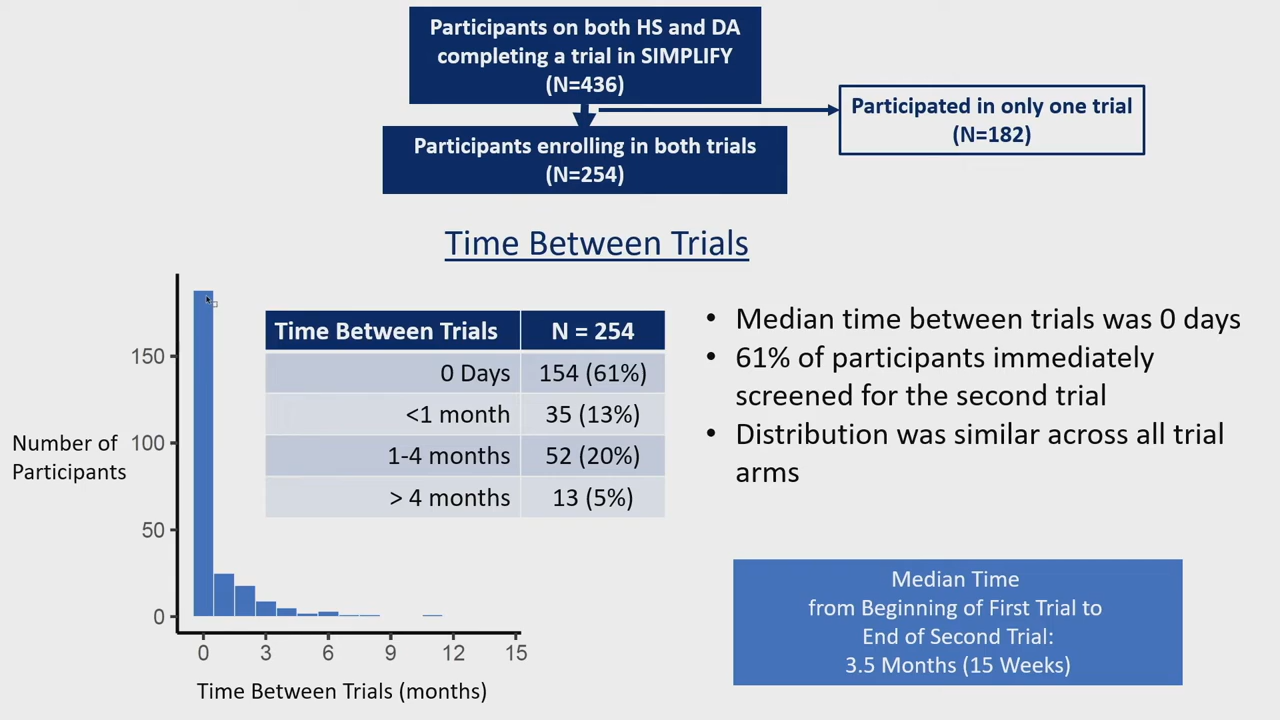 Participants on both HS and DA
completing a trial in SIMPLIFY
(N=436)
Participated in only one trial
(N=182)
Participants enrolling in both trials
(N=254)
Time Between Trials
Number of
Participants
150
100
50
0
0 3 6 9 12 15
Time Between Trials (months)
Time Between Trials N = 254
0 Days 154 (61%)
<1 month 35 (13%)
1-4 months 52 (20%)
> 4 months 13 (5%)
• Median time between trials was 0 days
• 61% of participants immediately
screened for the second trial
• Distribution was similar across all trial
arms
Median Time
from Beginning of First Trial to
End of Second Trial:
3.5 Months (15 Weeks)